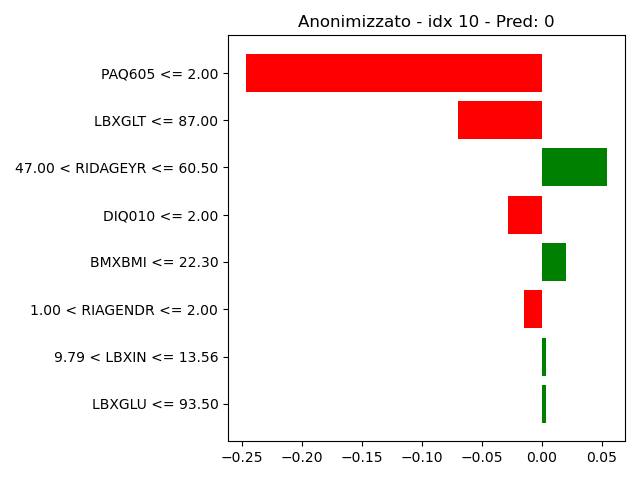 Anonimizzato - idx 10 - Pred: 0
PAQ605 <= 2.00
LBXGLT <= 87.00
47.00 < RIDAGEYR <= 60.50
DIQ010 <= 2.00
BMXBMI <= 22.30
1.00 < RIAGENDR <= 2.00
9.79 < LBXIN <= 13.56
LBXGLU <= 93.50
−0.25 −0.20 −0.15 −0.10 −0.05 0.00 0.05